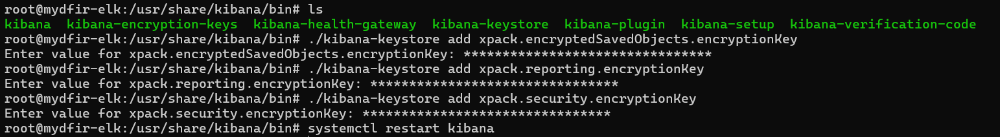 root@mydfir-elk:/usr/share/kibana/bin# ls
kibana  kibana-encryption-keys  kibana-health-gateway  kibana-keystore  kibana-plugin  kibana-setup  kibana-verification-code
root@mydfir-elk:/usr/share/kibana/bin# ./kibana-keystore add xpack.encryptedSavedObjects.encryptionKey
Enter value for xpack.encryptedSavedObjects.encryptionKey: ********************************
root@mydfir-elk:/usr/share/kibana/bin# ./kibana-keystore add xpack.reporting.encryptionKey
Enter value for xpack.reporting.encryptionKey: ********************************
root@mydfir-elk:/usr/share/kibana/bin# ./kibana-keystore add xpack.security.encryptionKey
Enter value for xpack.security.encryptionKey: ********************************
root@mydfir-elk:/usr/share/kibana/bin# systemctl restart kibana